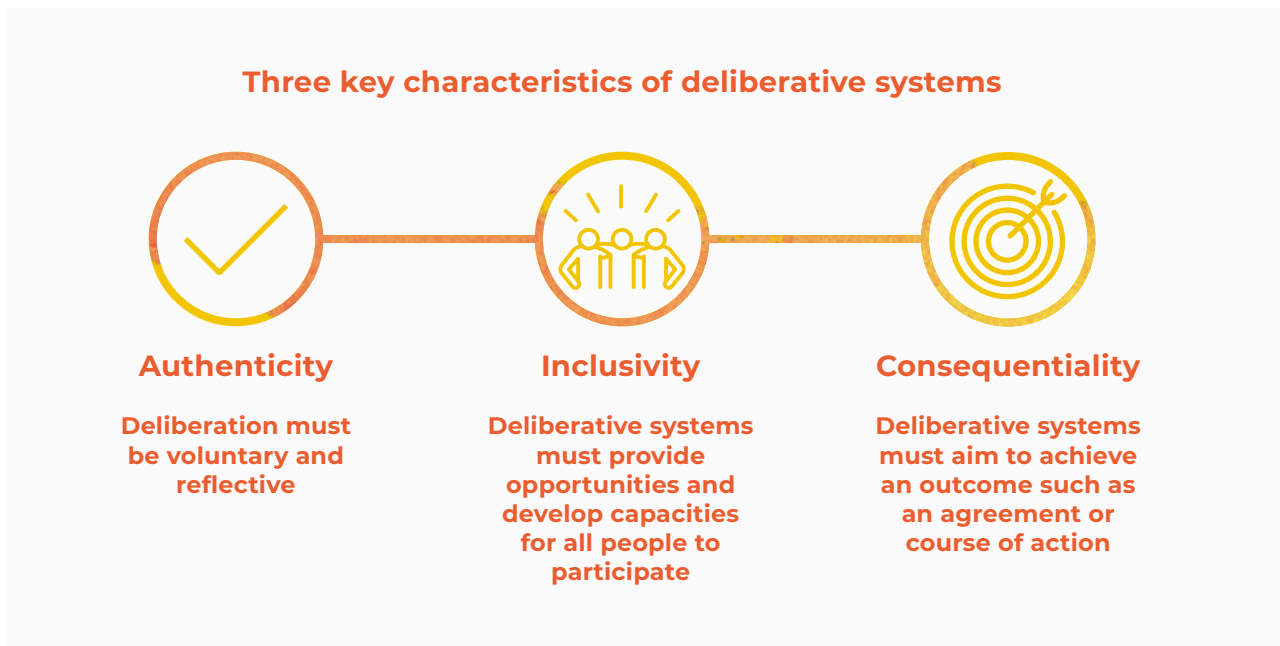 Three key characteristics of deliberative systems
Authenticity
Deliberation must
be voluntary and
reflective
Inclusivity
Deliberative systems
must provide
opportunities and
develop capacities
for all people to
participate
Consequentiality
Deliberative systems
must aim to achieve
an outcome such as
an agreement or
course of action